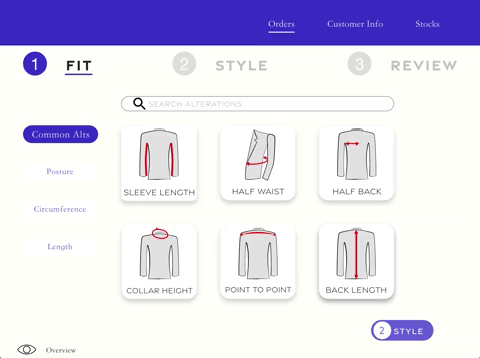 Orders Customer Info Stocks
1 FIT 2 STYLE 3 REVIEW
SEARCH ALTERATIONS
Common Alts
Posture
Circumference
Length
SLEEVE LENGTH HALF WAIST HALF BACK
COLLAR HEIGHT POINT TO POINT BACK LENGTH
2 STYLE
Overview